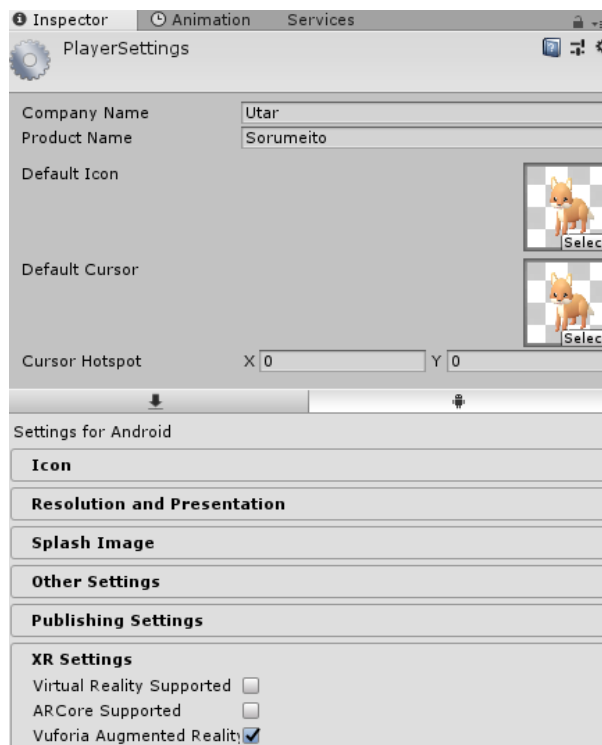 Inspector Animation Services
PlayerSettings
Company Name Utar
Product Name Sorumeito
Default Icon
Selec
Default Cursor
Selec
Cursor Hotspot X 0 Y 0
Settings for Android
Icon
Resolution and Presentation
Splash Image
Other Settings
Publishing Settings
XR Settings
Virtual Reality Supported
ARCore Supported
Vuforia Augmented Reality